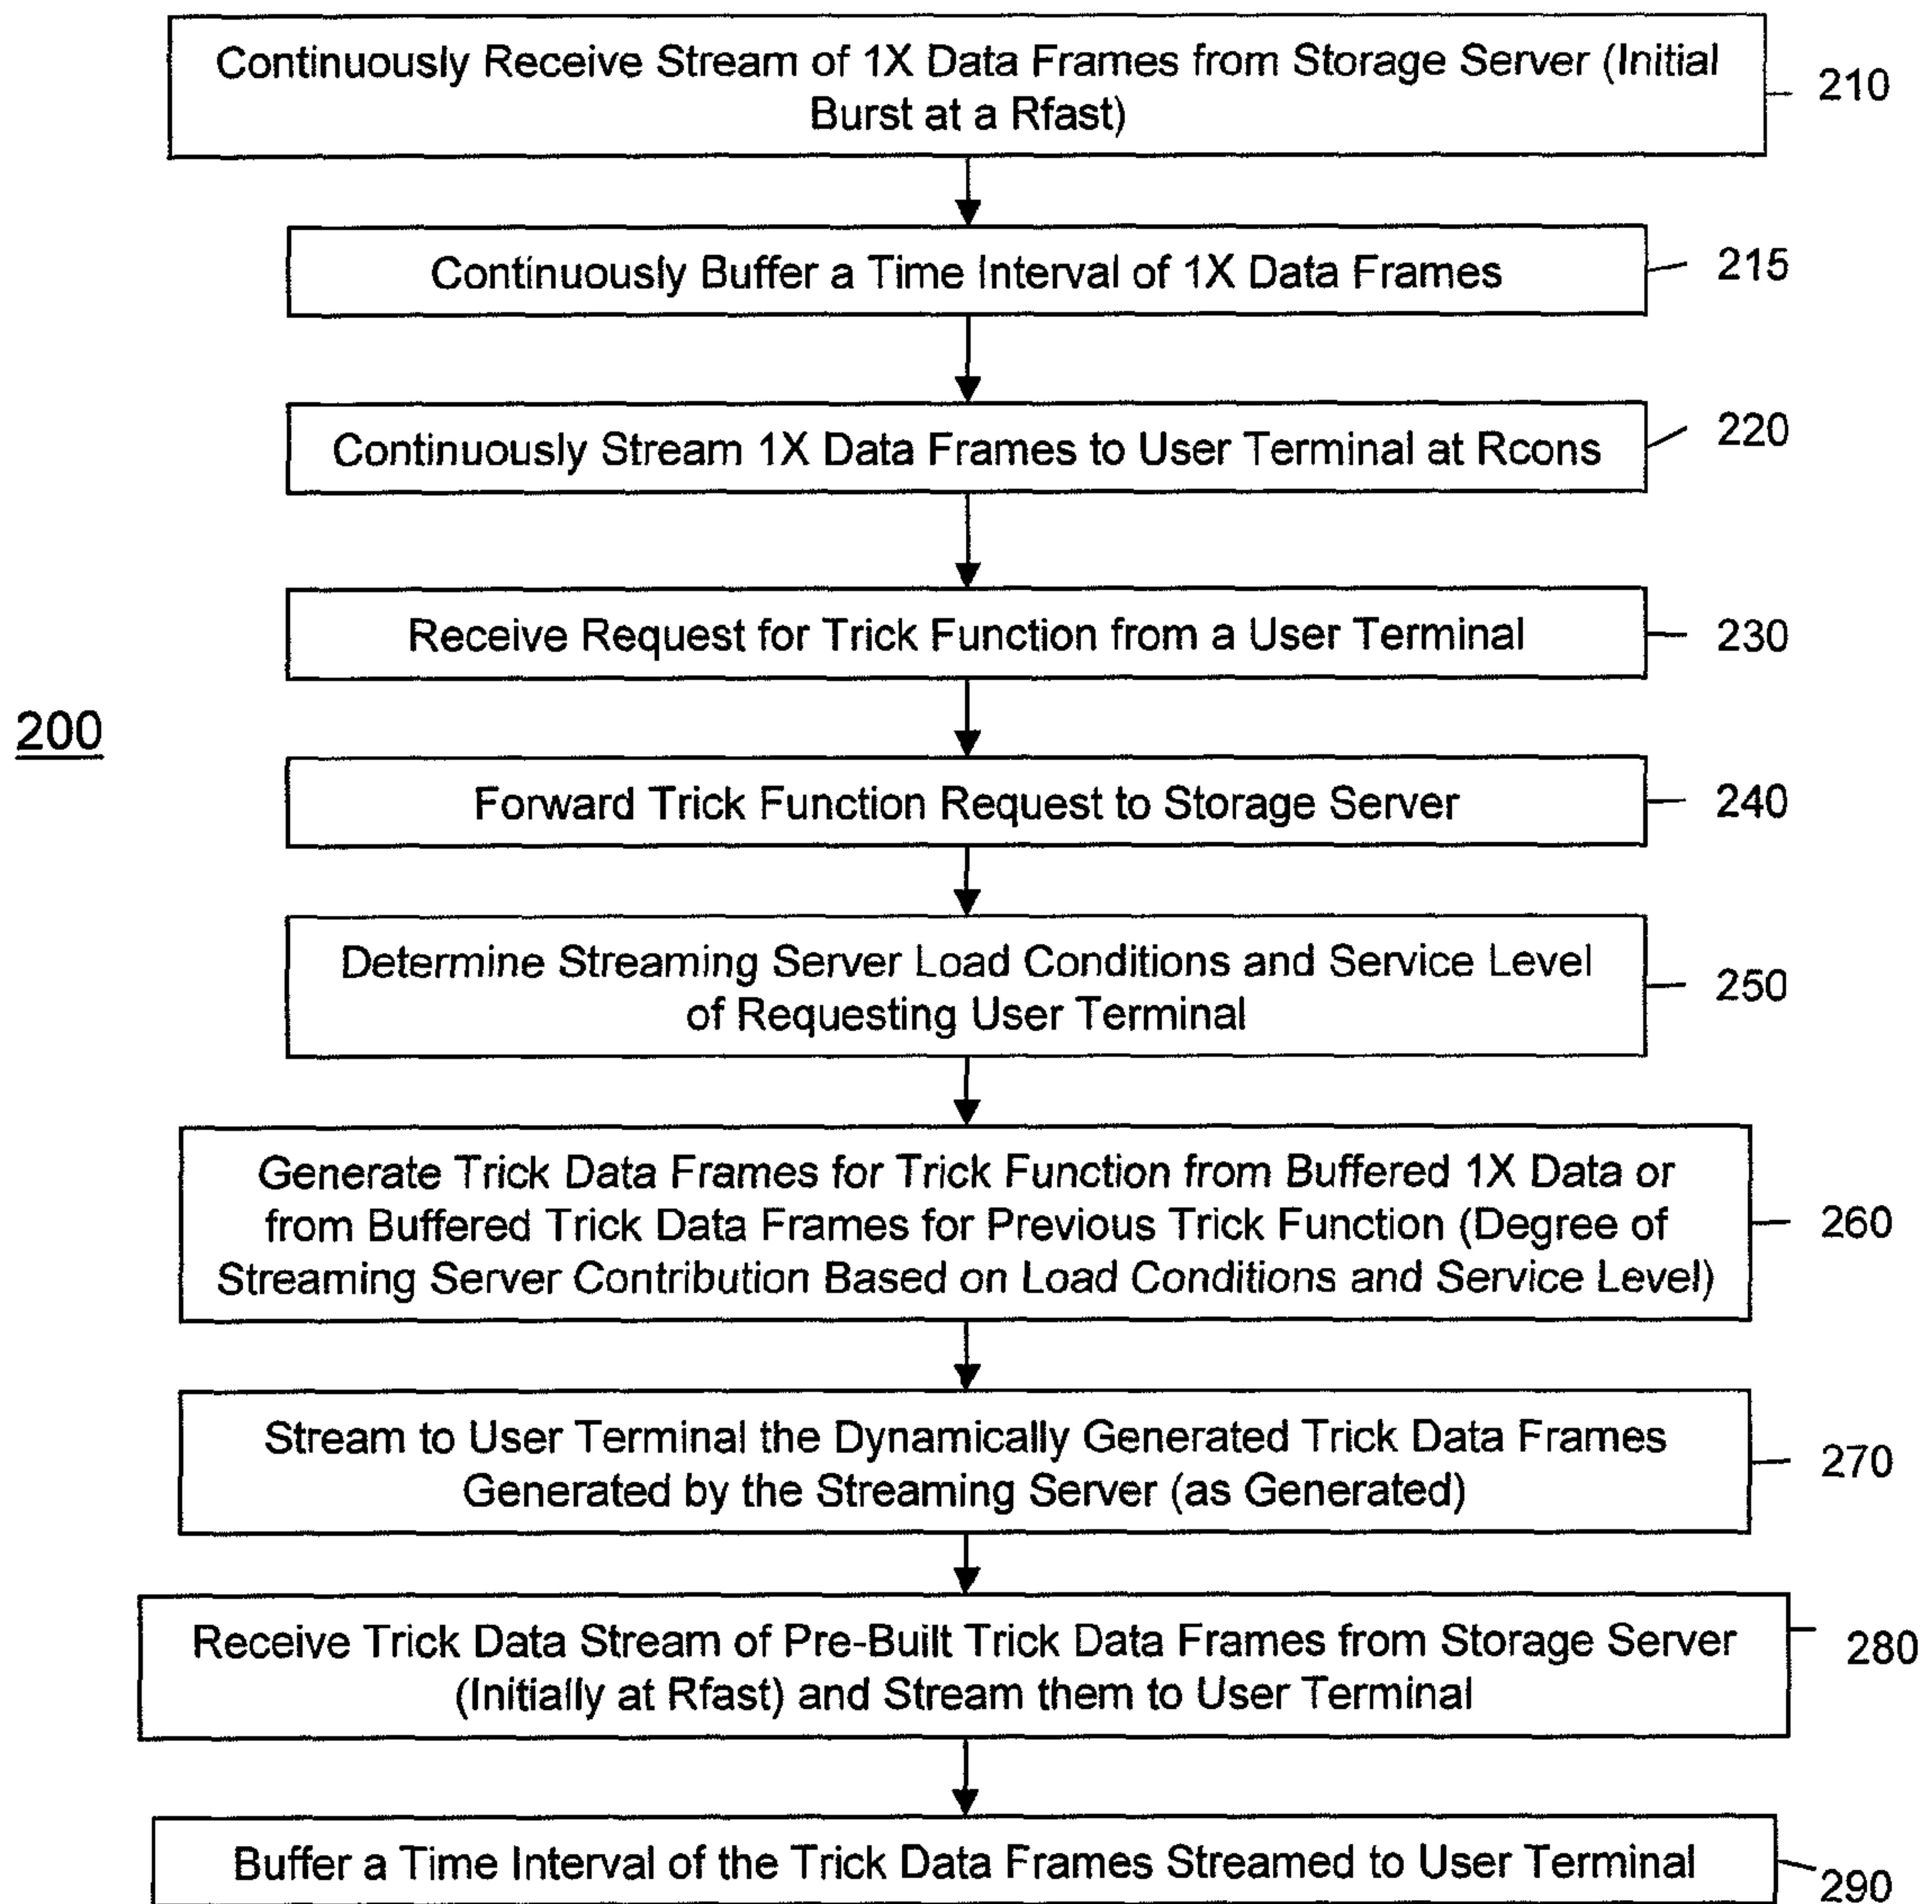 Continuously Receive Stream of 1X Data Frames from Storage Server (Initial
Burst at a Rfast)
210
Continuously Buffer a Time Interval of 1X Data Frames
215
Continuously Stream 1X Data Frames to User Terminal at Rcons
220
Receive Request for Trick Function from a User Terminal
230
200
Forward Trick Function Request to Storage Server
240
Determine Streaming Server Load Conditions and Service Level
of Requesting User Terminal
250
Generate Trick Data Frames for Trick Function from Buffered 1X Data or
from Buffered Trick Data Frames for Previous Trick Function (Degree of
Streaming Server Contribution Based on Load Conditions and Service Level)
260
Stream to User Terminal the Dynamically Generated Trick Data Frames
Generated by the Streaming Server (as Generated)
270
Receive Trick Data Stream of Pre-Built Trick Data Frames from Storage Server
(Initially at Rfast) and Stream them to User Terminal
280
Buffer a Time Interval of the Trick Data Frames Streamed to User Terminal
290